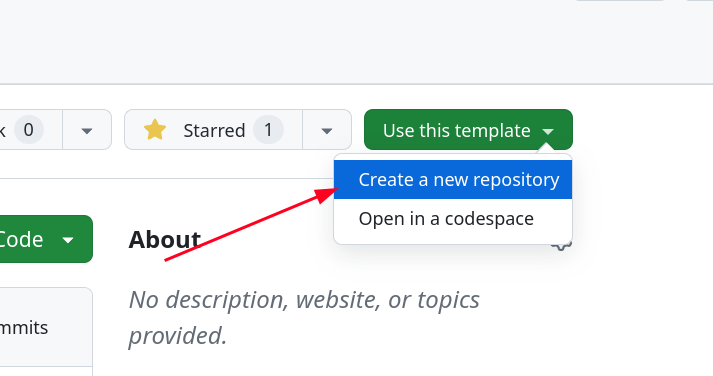 k 0
Starred 1
Use this template
Create a new repository
Open in a codespace
Code
About
No description, website, or topics
provided.
mmits